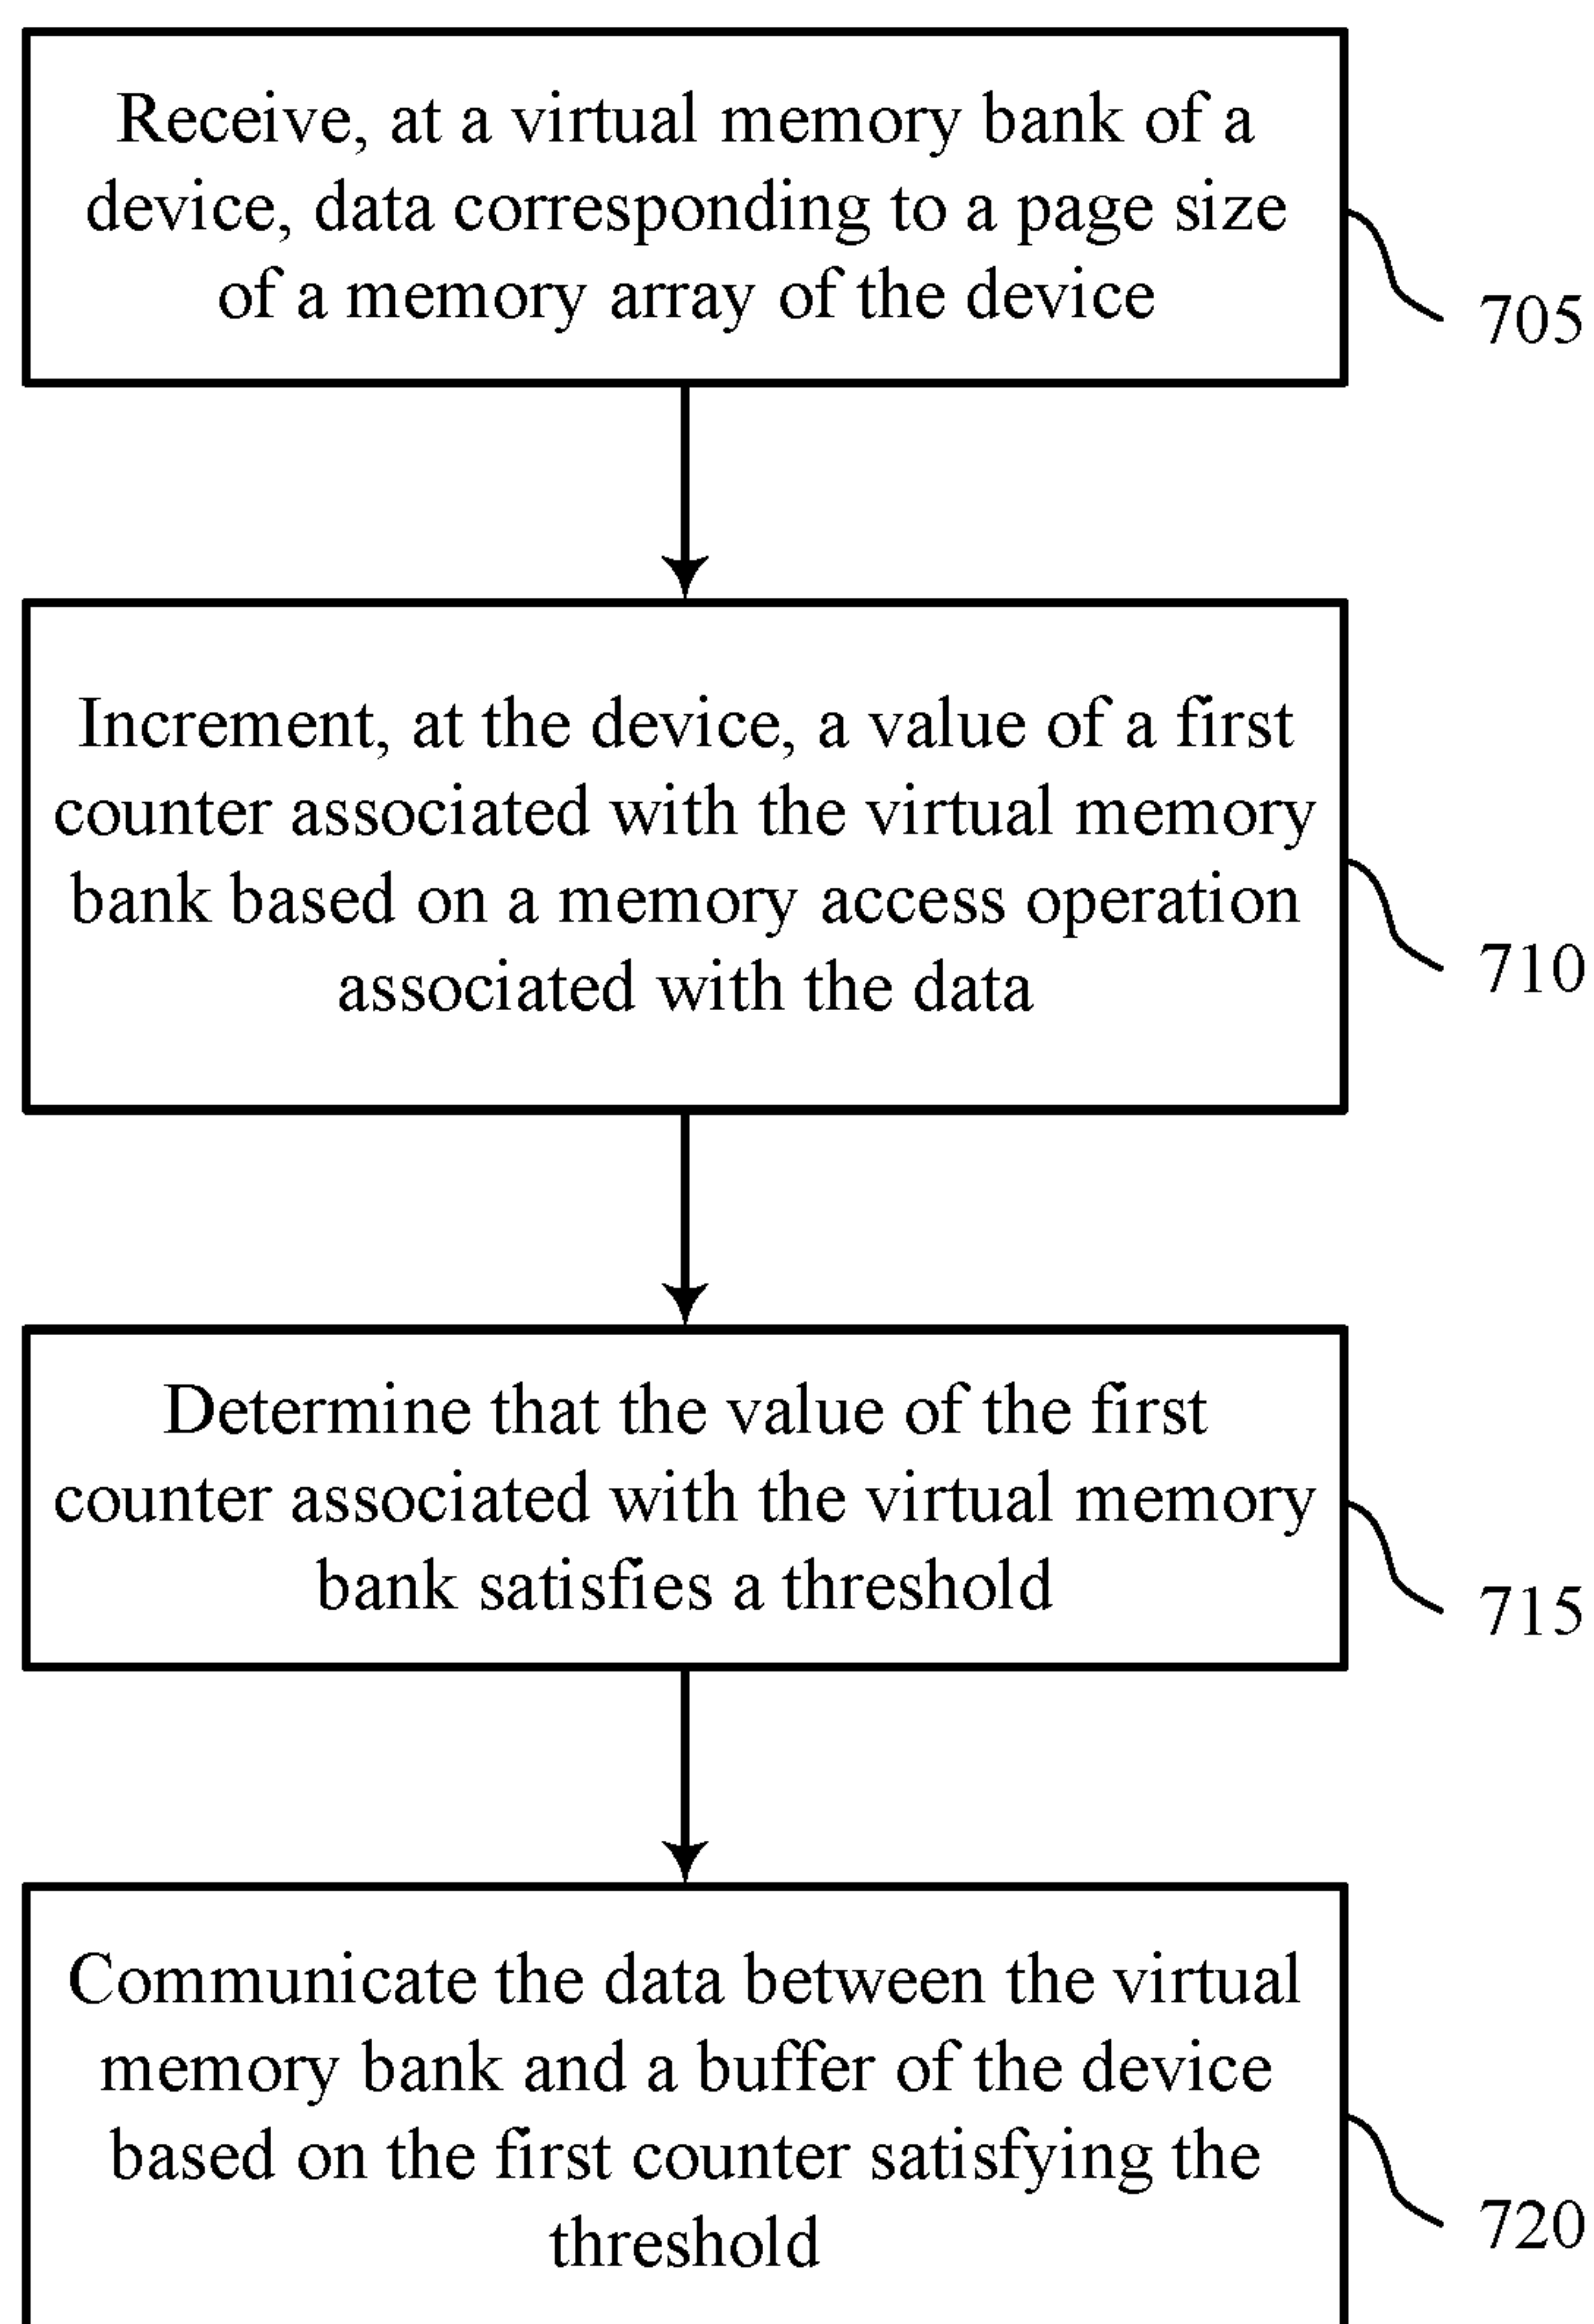 Receive, at a virtual memory bank of a
device, data corresponding to a page size
of a memory array of the device
705
Increment, at the device, a value of a first
counter associated with the virtual memory
bank based on a memory access operation
associated with the data
710
Determine that the value of the first
counter associated with the virtual memory
bank satisfies a threshold
715
Communicate the data between the virtual
memory bank and a buffer of the device
based on the first counter satisfying the
threshold
720